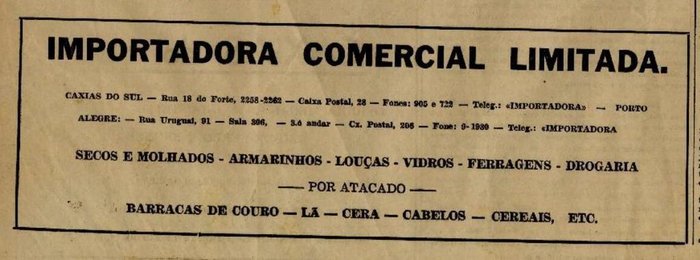 IMPORTADORA COMERCIAL LIMITADA.
CAXIAS DO SUL — Rua 18 do Forte, 2258-2262 — Caixa Postal, 28 — Fones: 905 e 723 — Teleg.: «IMPORTADORA» — PORTO
ALEGRE: — Rua Uruguai, 91 — Sala 306, — 3.o andar — Cx. Postal, 206 — Fone: 9-1930 — Teleg.: «IMPORTADORA
SECOS E MOLHADOS - ARMARINHOS - LOUÇAS - VIDROS - FERRAGENS - DROGARIA
— POR ATACADO —
BARRACAS DE COURO — LÃ — CERA — CABELOS — CEREAIS, ETC.